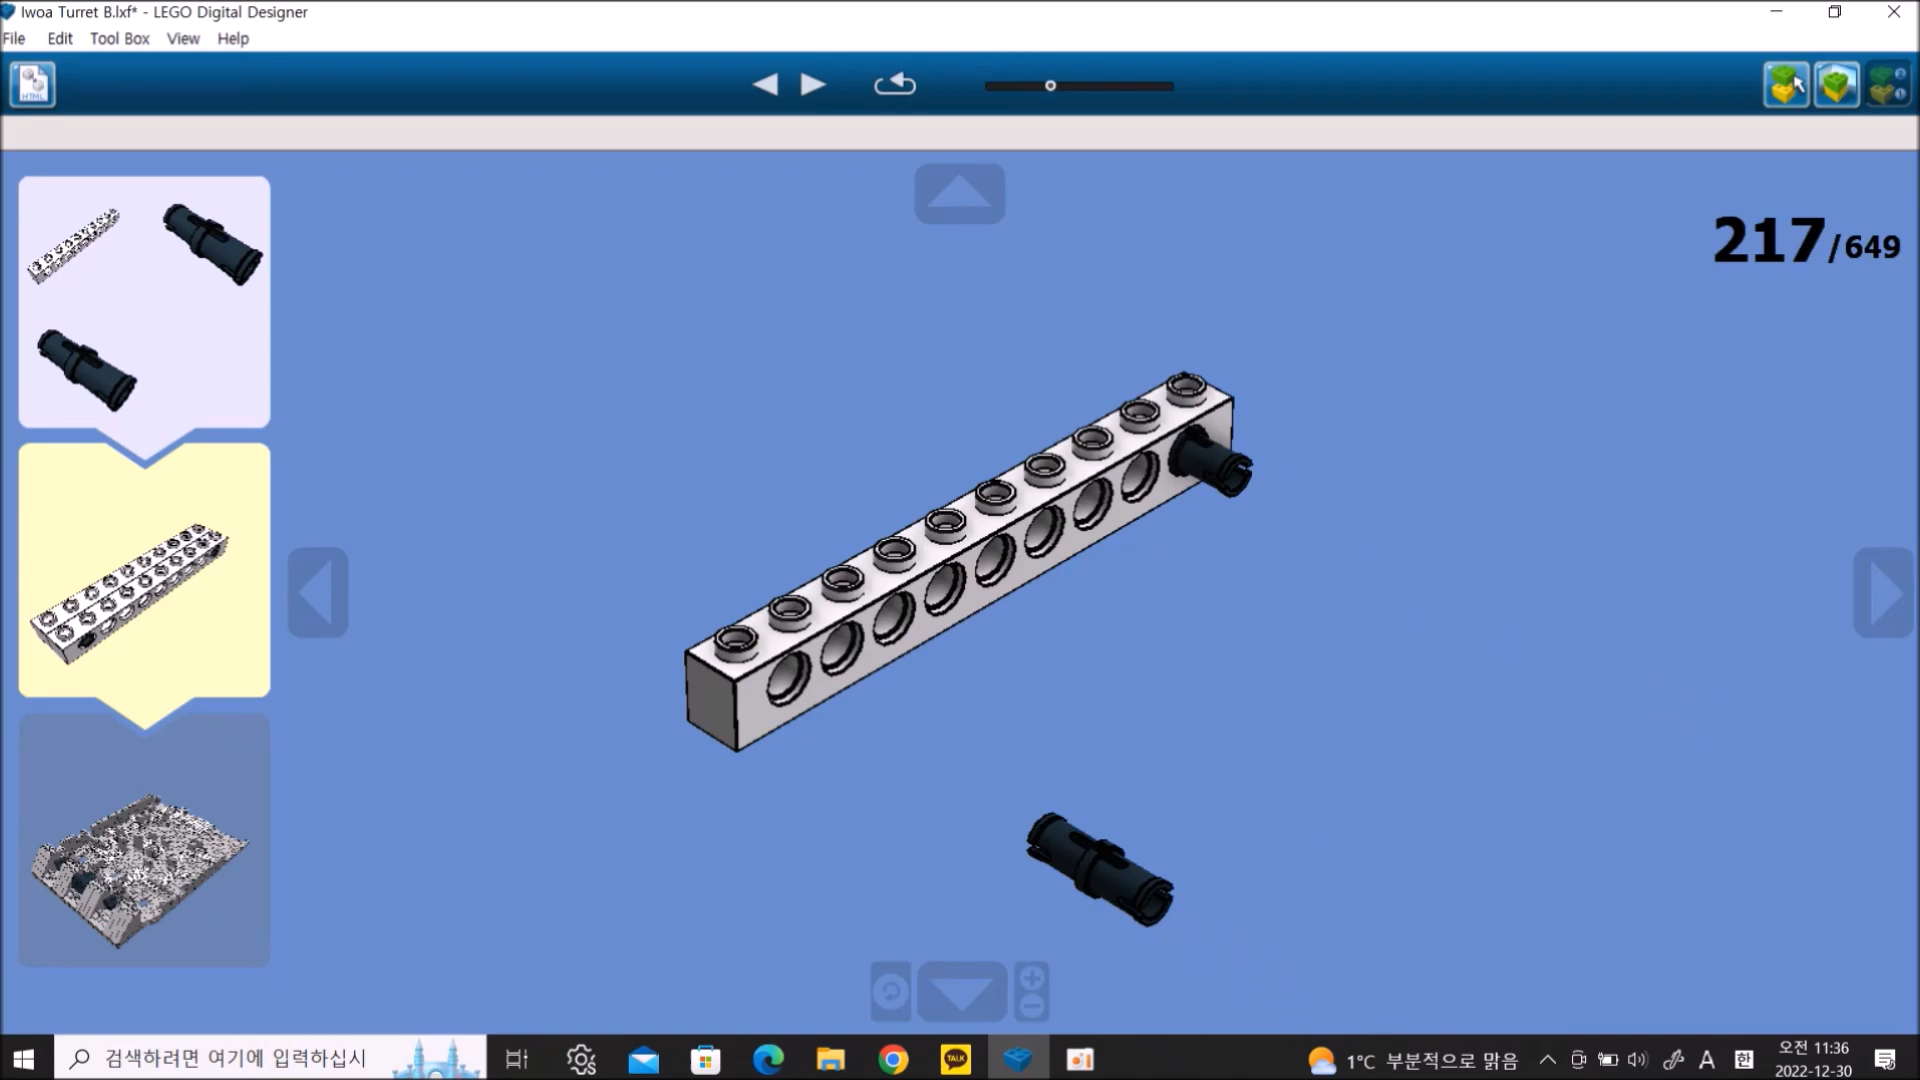 Iwoa Turret B.lxf* - LEGO Digital Designer
File Edit Tool Box View Help
HTML
217/649
검색하려면 여기에 입력하십시
TALK
1°C 부분적으로 맑음
A
한
오전 11:36
2022-12-30